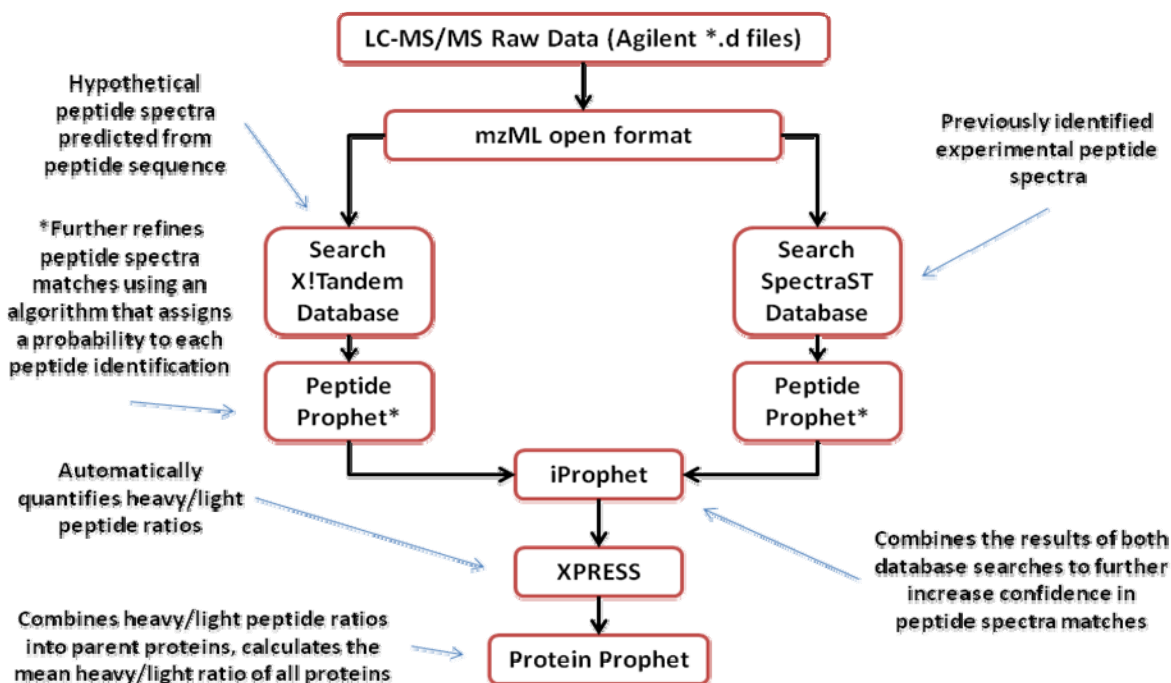 LC-MS/MS Raw Data (Agilent *.d files)
Hypothetical
peptide spectra
predicted from
peptide sequence
mzML open format
Previously identified
experimental peptide
spectra
*Further refines
peptide spectra
matches using an
algorithm that assigns
a probability to each
peptide identification
Search
X!Tandem
Database
Search
SpectraST
Database
Peptide
Prophet*
Peptide
Prophet*
iProphet
Automatically
quantifies heavy/light
peptide ratios
XPRESS
Combines the results of both
database searches to further
increase confidence in
peptide spectra matches
Combines heavy/light peptide ratios
into parent proteins, calculates the
mean heavy/light ratio of all proteins
Protein Prophet